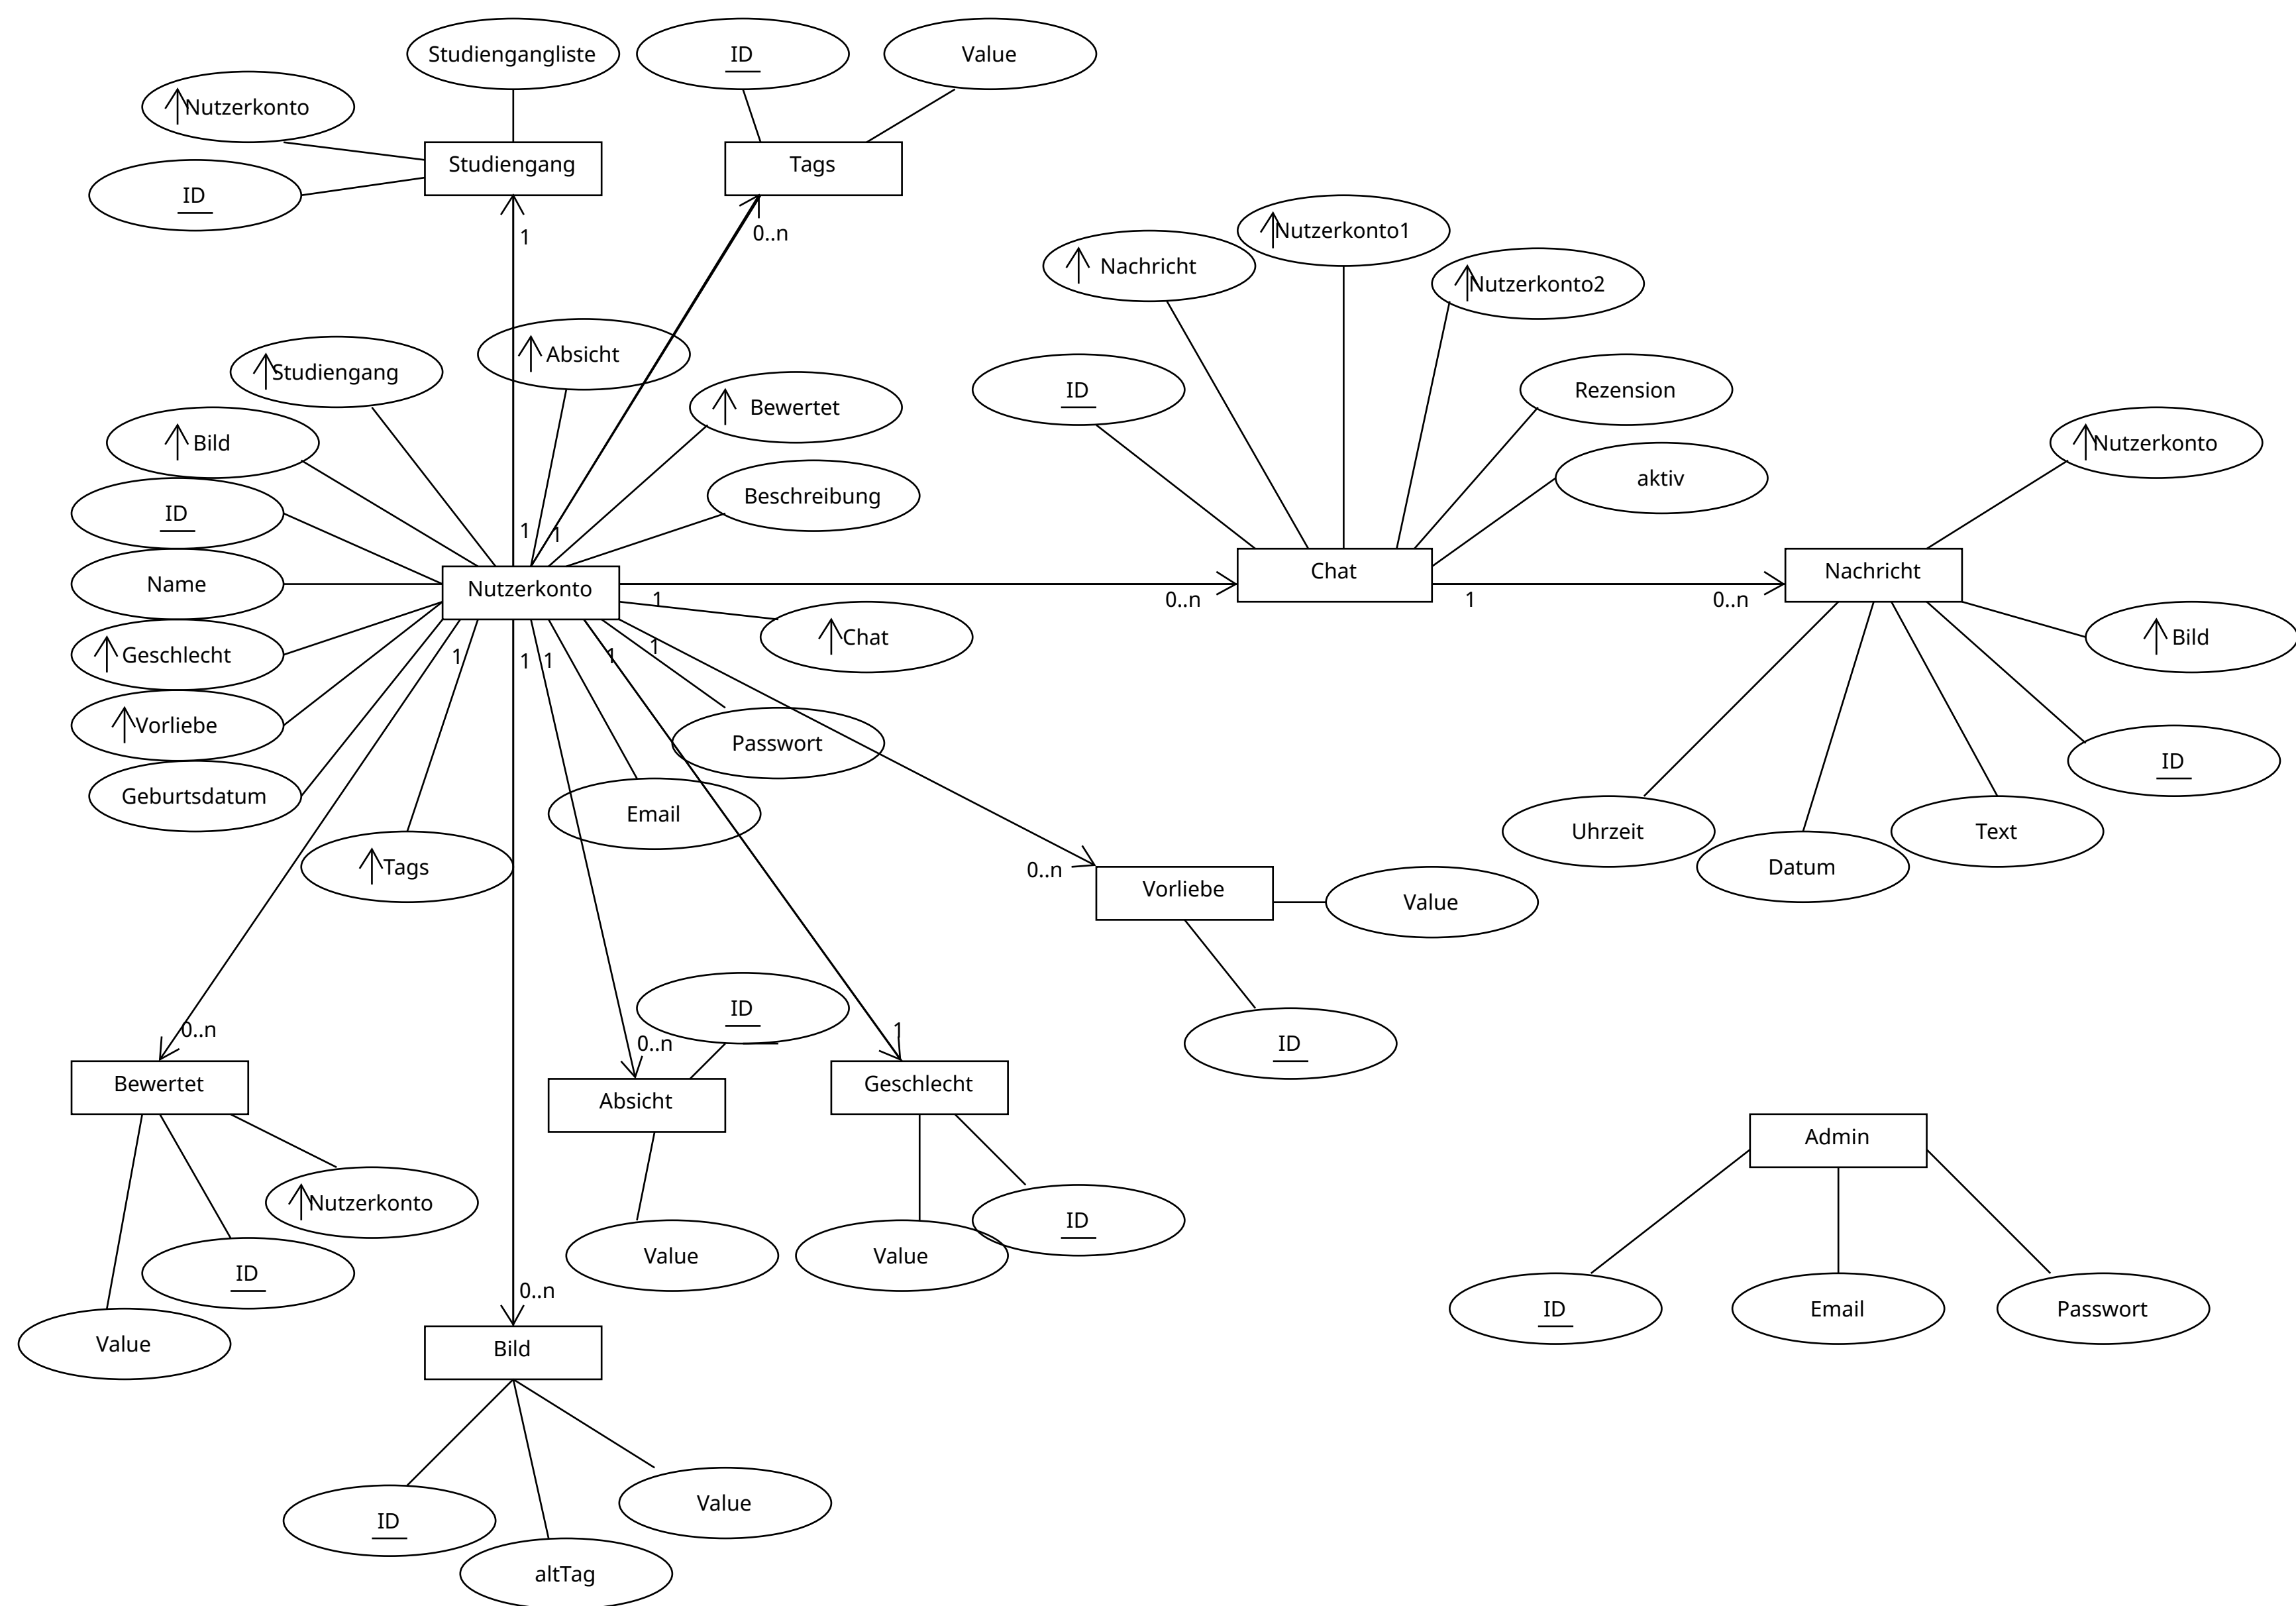 Studiengangliste
ID
Value
Nutzerkonto
Studiengang
Tags
ID
1
0..n
Nutzerkonto1
Nachricht
Nutzerkonto2
Absicht
Studiengang
ID
Rezension
Bewertet
Bild
Nutzerkonto
aktiv
Beschreibung
ID
1
1
Chat
Nachricht
Name
Nutzerkonto
1
0..n
1
0..n
Chat
Bild
Geschlecht
1
1
1
1
1
Vorliebe
Passwort
ID
Geburtsdatum
Email
Uhrzeit
Text
Tags
Datum
0..n
Vorliebe
Value
ID
0..n
1
0..n
ID
Bewertet
Geschlecht
Absicht
Admin
Nutzerkonto
ID
Value
Value
ID
0..n
ID
Email
Passwort
Value
Bild
Value
ID
altTag